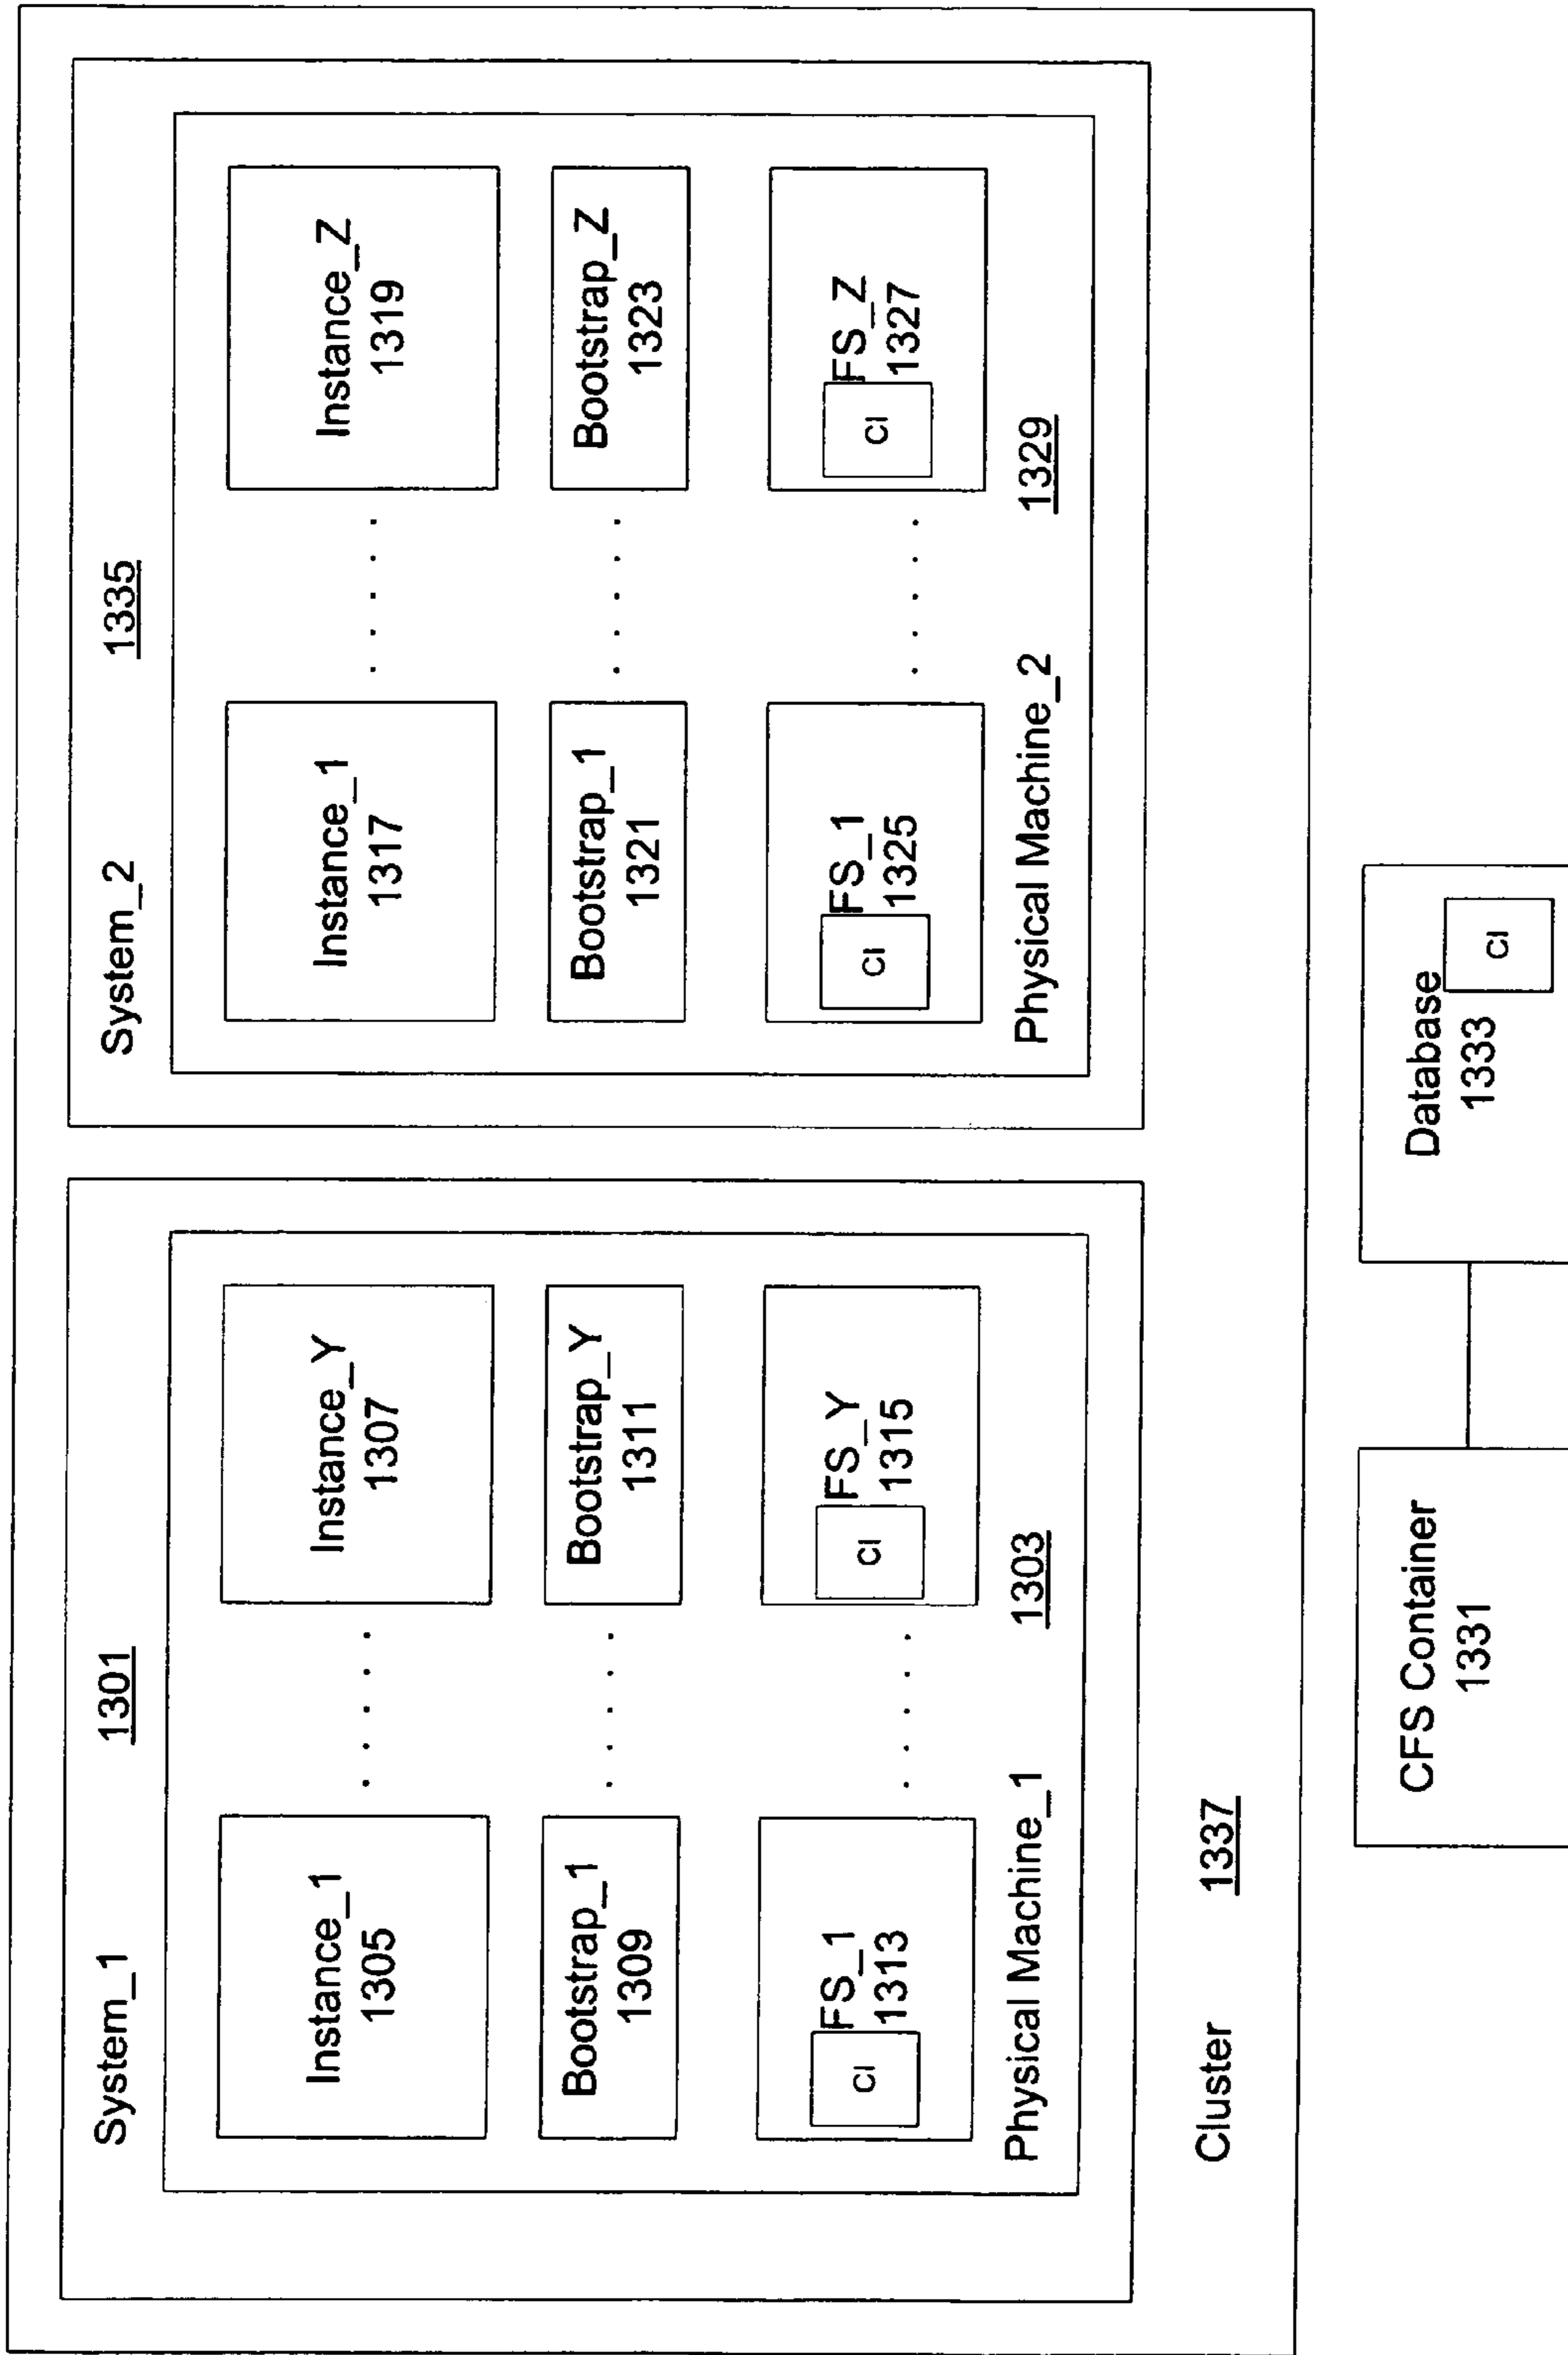 System_1
1301
Instance_1
1305
Instance_Y
1307
Bootstrap_1
1309
Bootstrap_Y
1311
FS_1
1313
CI
FS_Y
1315
CI
Physical Machine_1
1303
System_2
1335
Instance_1
1317
Instance_Z
1319
Bootstrap_1
1321
Bootstrap_Z
1323
FS_1
1325
CI
FS_Z
1327
CI
Physical Machine_2
1329
Cluster
1337
CFS Container
1331
Database
1333
CI